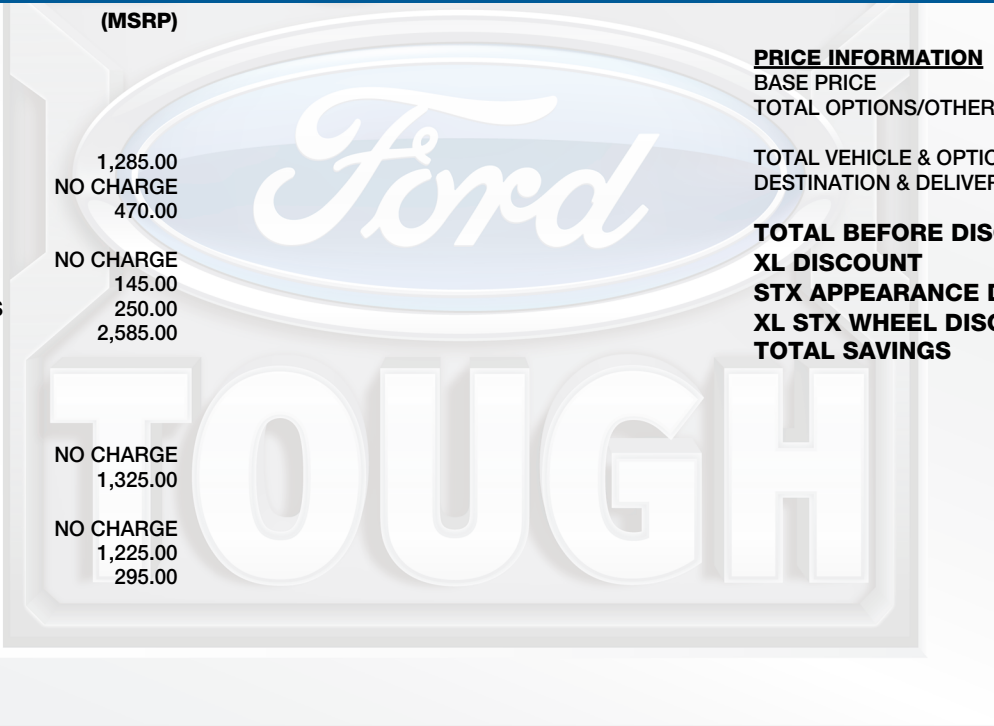 (MSRP)
1,285.00
NO CHARGE
470.00
NO CHARGE
145.00
250.00
2,585.00
NO CHARGE
1,325.00
NO CHARGE
1,225.00
295.00
Ford
TOUGH
PRICE INFORMATION
BASE PRICE
TOTAL OPTIONS/OTHER
TOTAL VEHICLE & OPTIO
DESTINATION & DELIVER
TOTAL BEFORE DISC
XL DISCOUNT
STX APPEARANCE D
XL STX WHEEL DISC
TOTAL SAVINGS